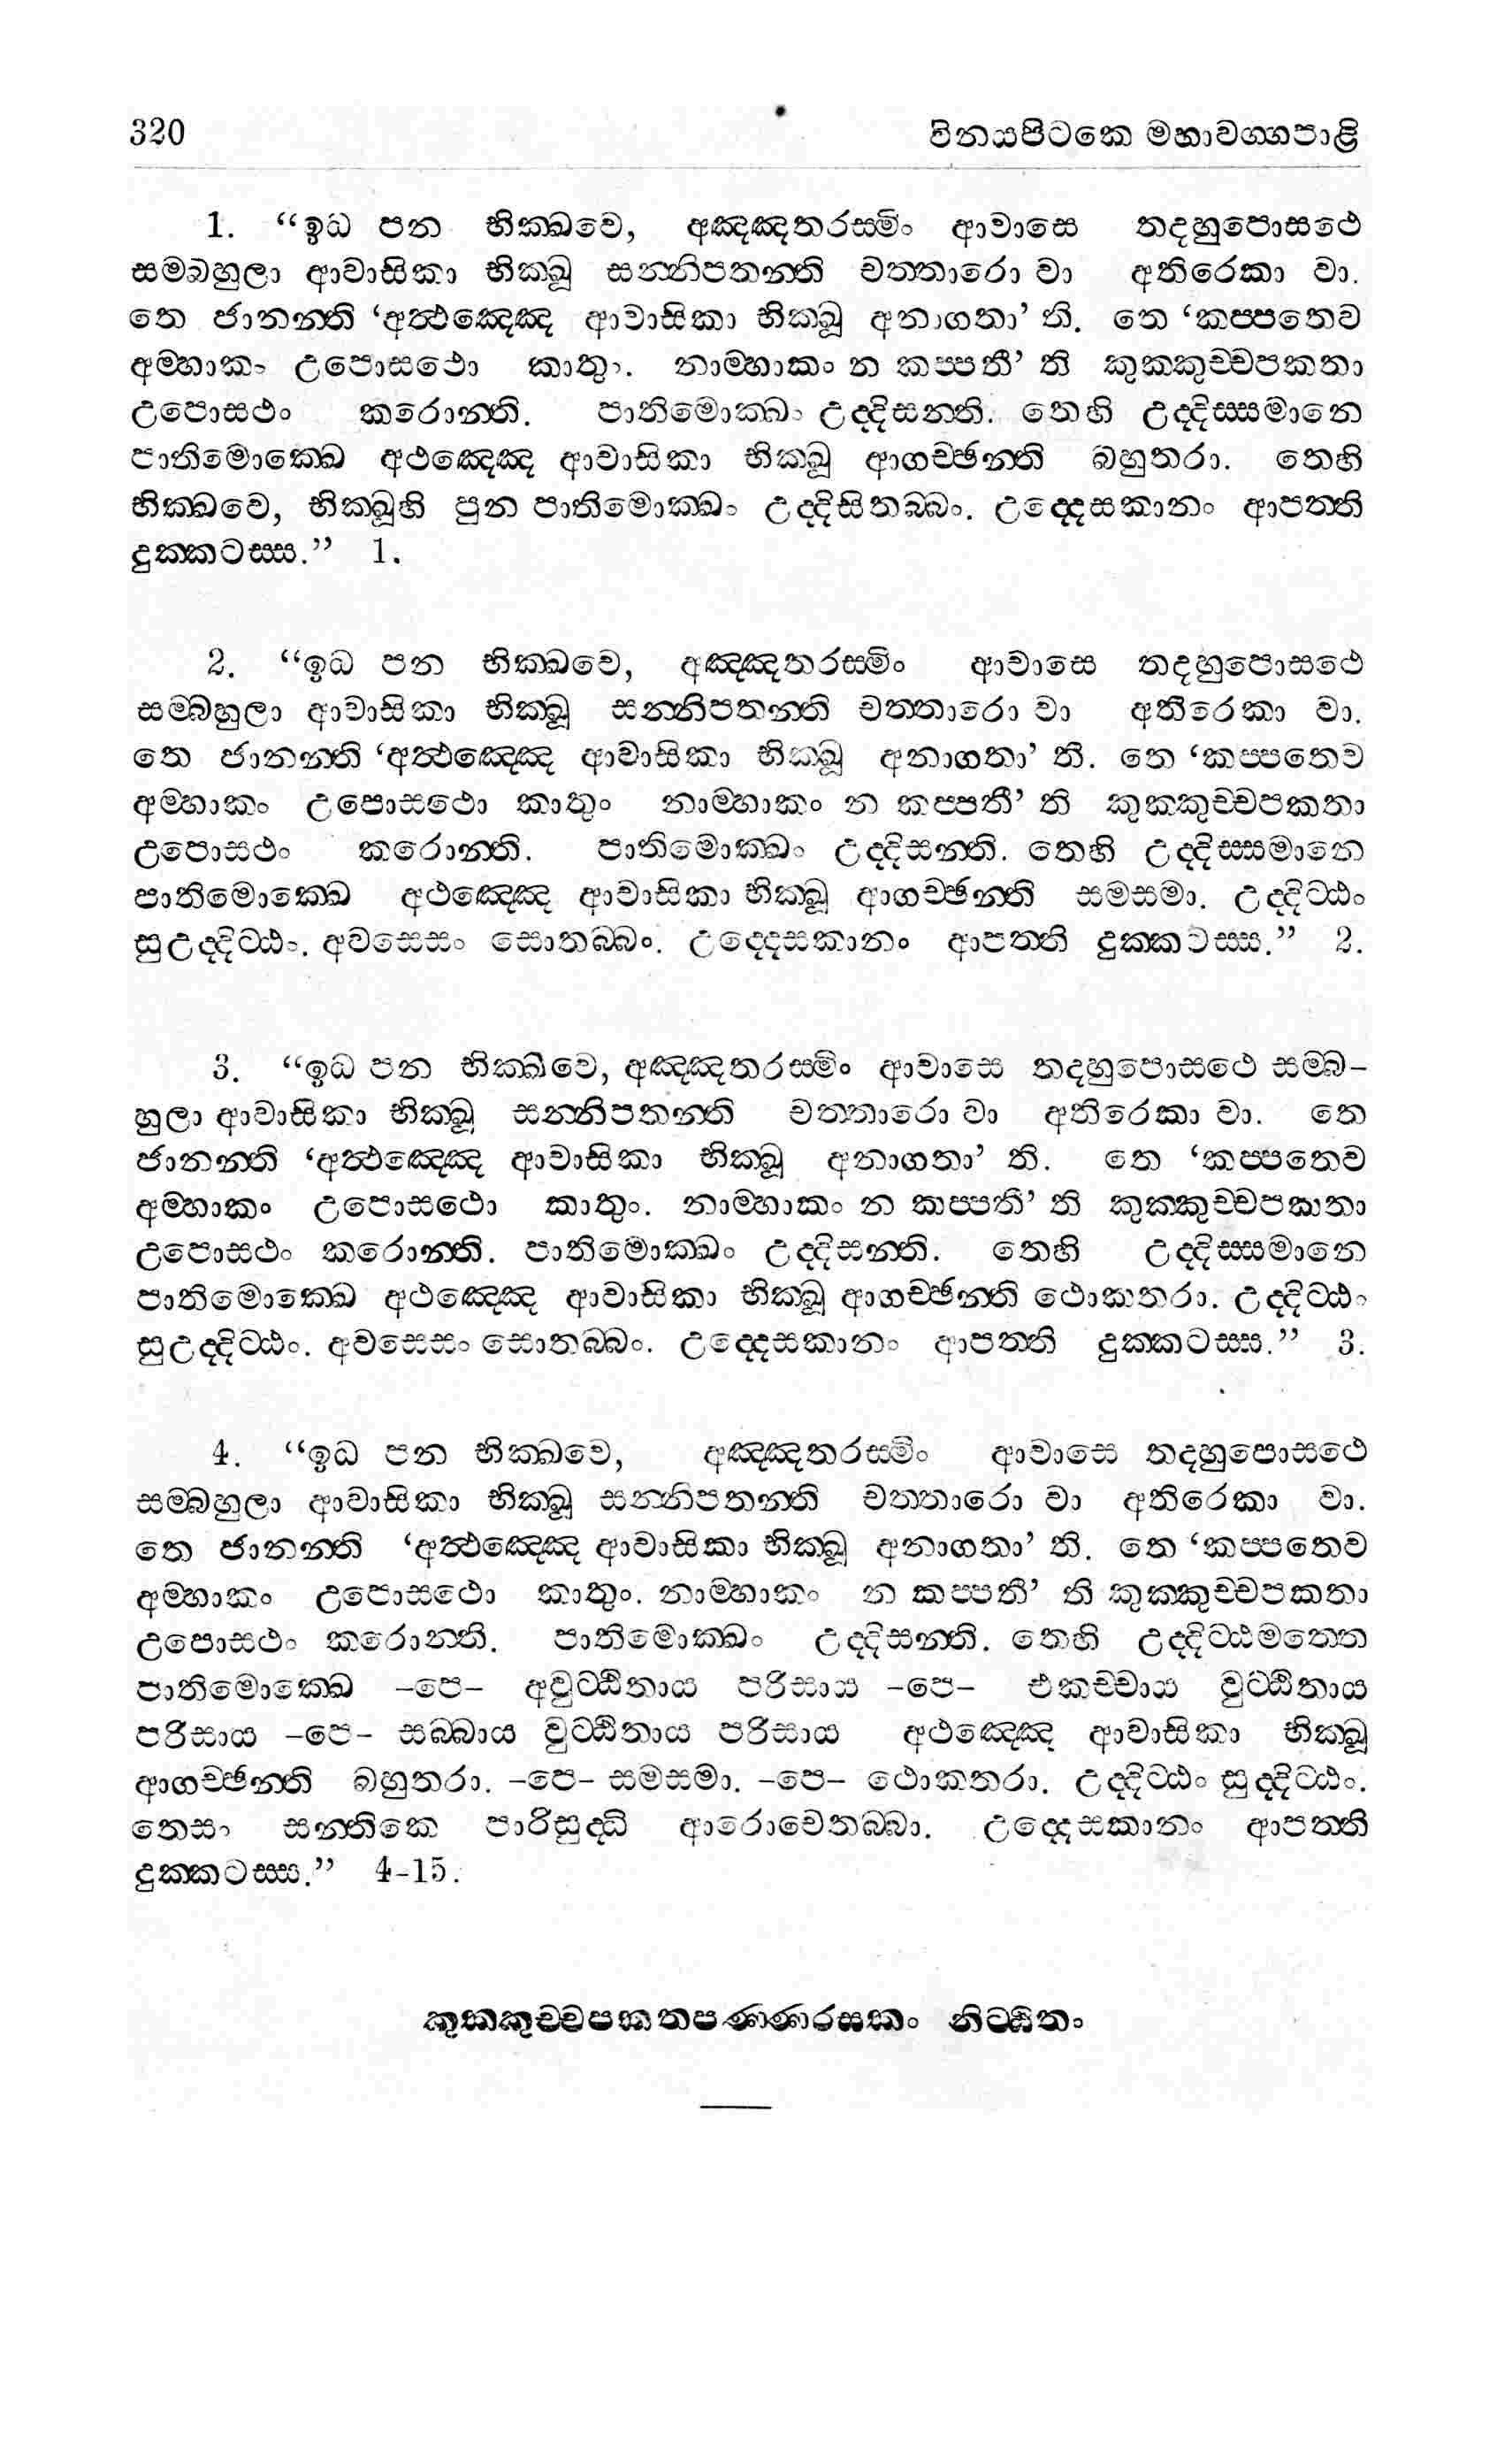 320 විනයපිටකෙ මහාවග්ගපාළි
1. “ඉධ පන භික්ඛවෙ, අඤ්ඤතරස්මිං ආවාසෙ තදහුපොසථෙ
සම්බහුලා ආවාසිකා භික්ඛූ සන්නිපතන්ති චත්තාරො වා අතිරෙකා වා.
තෙ ජානන්ති ‘අත්ථඤ්ඤෙ ආවාසිකා භික්ඛූ අනාගතා’ ති. තෙ ‘කප්පතෙව
අම්හාකං උපොසථො කාතුං. නාම්හාකං න කප්පතී’ ති කුක්කුච්චපකතා
උපොසථං කරොන්ති. පාතිමොක්ඛං උද්දිසන්ති. තෙහි උද්දිස්සමානෙ
පාතිමොක්ඛෙ අථඤ්ඤෙ ආවාසිකා භික්ඛූ ආගච්ඡන්ති බහුතරා. තෙහි
භික්ඛවෙ, භික්ඛූහි පුන පාතිමොක්ඛං උද්දිසිතබ්බං. උද්දෙසකානං ආපත්ති
දුක්කටස්ස.” 1.
2. “ඉධ පන භික්ඛවෙ, අඤ්ඤතරස්මිං ආවාසෙ තදහුපොසථෙ
සම්බහුලා ආවාසිකා භික්ඛූ සන්නිපතන්ති චත්තාරො වා අතිරෙකා වා.
තෙ ජානන්ති ‘අත්ථඤ්ඤෙ ආවාසිකා භික්ඛූ අනාගතා’ ති. තෙ ‘කප්පතෙව
අම්හාකං උපොසථො කාතුං නාම්හාකං න කප්පතී’ ති කුක්කුච්චපකතා
උපොසථං කරොන්ති. පාතිමොක්ඛං උද්දිසන්ති. තෙහි උද්දිස්සමානෙ
පාතිමොක්ඛෙ අථඤ්ඤෙ ආවාසිකා භික්ඛූ ආගච්ඡන්ති සමසමා. උද්දිට්ඨං
සුඋද්දිට්ඨං. අවසෙසං සොතබ්බං. උද්දෙසකානං ආපත්ති දුක්කටස්ස.” 2.
3. “ඉධ පන භික්ඛවෙ, අඤ්ඤතරස්මිං ආවාසෙ තදහුපොසථෙ සම්බ-
හුලා ආවාසිකා භික්ඛූ සන්නිපතන්ති චත්තාරො වා අතිරෙකා වා. තෙ
ජානන්ති ‘අත්ථඤ්ඤෙ ආවාසිකා භික්ඛූ අනාගතා’ ති. තෙ ‘කප්පතෙව
අම්හාකං උපොසථො කාතුං. නාම්හාකං න කප්පතී’ ති කුක්කුච්චපකතා
උපොසථං කරොන්ති. පාතිමොක්ඛං උද්දිසන්ති. තෙහි උද්දිස්සමානෙ
පාතිමොක්ඛෙ අථඤ්ඤෙ ආවාසිකා භික්ඛූ ආගච්ඡන්ති ථොකතරා. උද්දිට්ඨං
සුඋද්දිට්ඨං. අවසෙසං සොතබ්බං. උද්දෙසකානං ආපත්ති දුක්කටස්ස.” 3.
4. “ඉධ පන භික්ඛවෙ, අඤ්ඤතරස්මිං ආවාසෙ තදහුපොසථෙ
සම්බහුලා ආවාසිකා භික්ඛූ සන්නිපතන්ති චත්තාරො වා අතිරෙකා වා.
තෙ ජානන්ති ‘අත්ථඤ්ඤෙ ආවාසිකා භික්ඛූ අනාගතා’ ති. තෙ ‘කප්පතෙව
අම්හාකං උපොසථො කාතුං. නාම්හාකං න කප්පතී’ ති කුක්කුච්චපකතා
උපොසථං කරොන්ති. පාතිමොක්ඛං උද්දිසන්ති. තෙහි උද්දිට්ඨමත්තෙ
පාතිමොක්ඛෙ –පෙ– අවුට්ඨිතාය පරිසාය –පෙ– එකච්චාය වුට්ඨිතාය
පරිසාය –පෙ– සබ්බාය වුට්ඨිතාය පරිසාය අථඤ්ඤෙ ආවාසිකා භික්ඛූ
ආගච්ඡන්ති බහුතරා. –පෙ– සමසමා. –පෙ– ථොකතරා. උද්දිට්ඨං සුද්දිට්ඨං.
තෙසං සන්තිකෙ පාරිසුද්ධි ආරොචෙතබ්බා. උද්දෙසකානං ආපත්ති
දුක්කටස්ස.” 4-15.
කුක්කුච්චපකතපණ්ණරසකං නිට්ඨිතං